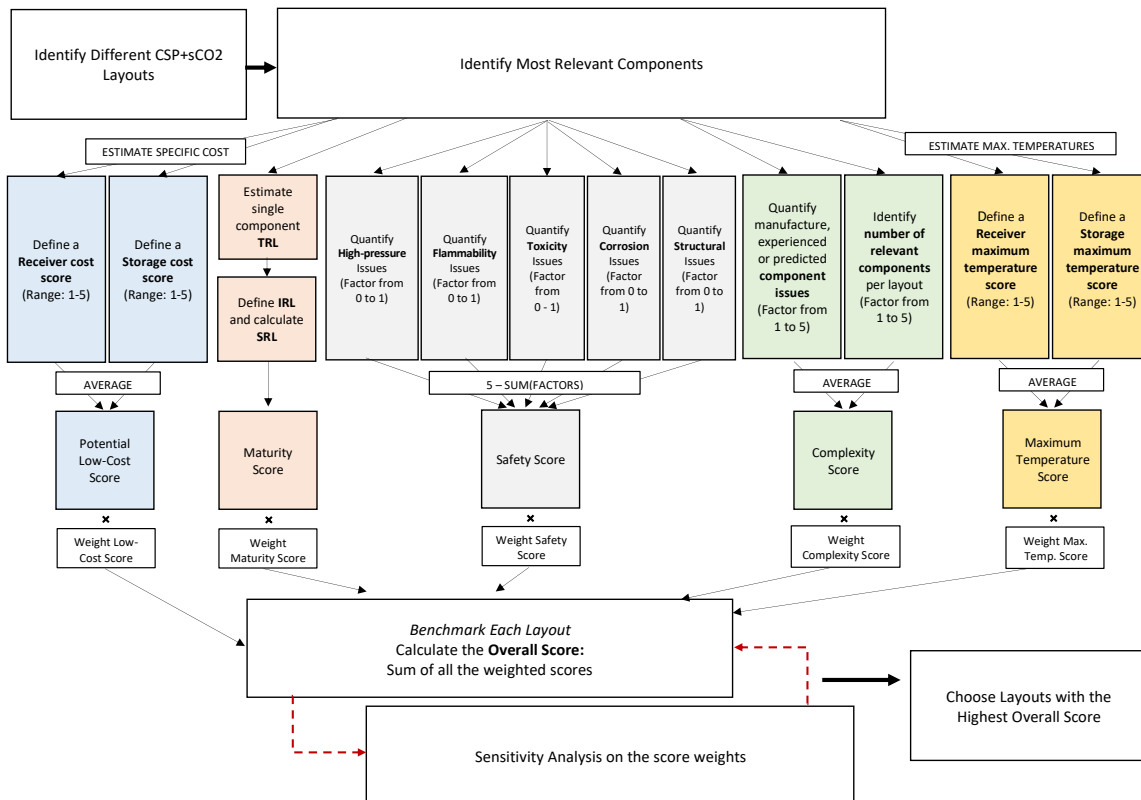 Identify Different CSP+sCO2
Layouts
Identify Most Relevant Components
ESTIMATE SPECIFIC COST
ESTIMATE MAX. TEMPERATURES
Define a
Receiver cost
score
(Range: 1-5)
Define a
Storage cost
score
(Range: 1-5)
Estimate
single
component
TRL
Define IRL
and calculate
SRL
Quantify
High-pressure
Issues
(Factor from
0 to 1)
Quantify
Flammability
Issues
(Factor from 0 to 1)
Quantify
Toxicity
Issues
(Factor
from
0 - 1)
Quantify
Corrosion
Issues
(Factor
from 0 to
1)
Quantify
Structural
Issues
(Factor
from 0 to
1)
Quantify
manufacture,
experienced
or predicted
component
issues
(Factor from
1 to 5)
Identify
number of
relevant
components
per layout
(Factor from
1 to 5)
Define a
Receiver
maximum
temperature
score
(Range: 1-5)
Define a
Storage
maximum
temperature
score
(Range: 1-5)
AVERAGE
5 – SUM(FACTORS)
AVERAGE
AVERAGE
Potential
Low-Cost
Score
Maturity
Score
Safety Score
Complexity
Score
Maximum
Temperature
Score
×
×
×
×
×
Weight Low-
Cost Score
Weight
Maturity Score
Weight Safety
Score
Weight
Complexity Score
Weight Max.
Temp. Score
Benchmark Each Layout
Calculate the Overall Score:
Sum of all the weighted scores
Choose Layouts with the
Highest Overall Score
Sensitivity Analysis on the score weights